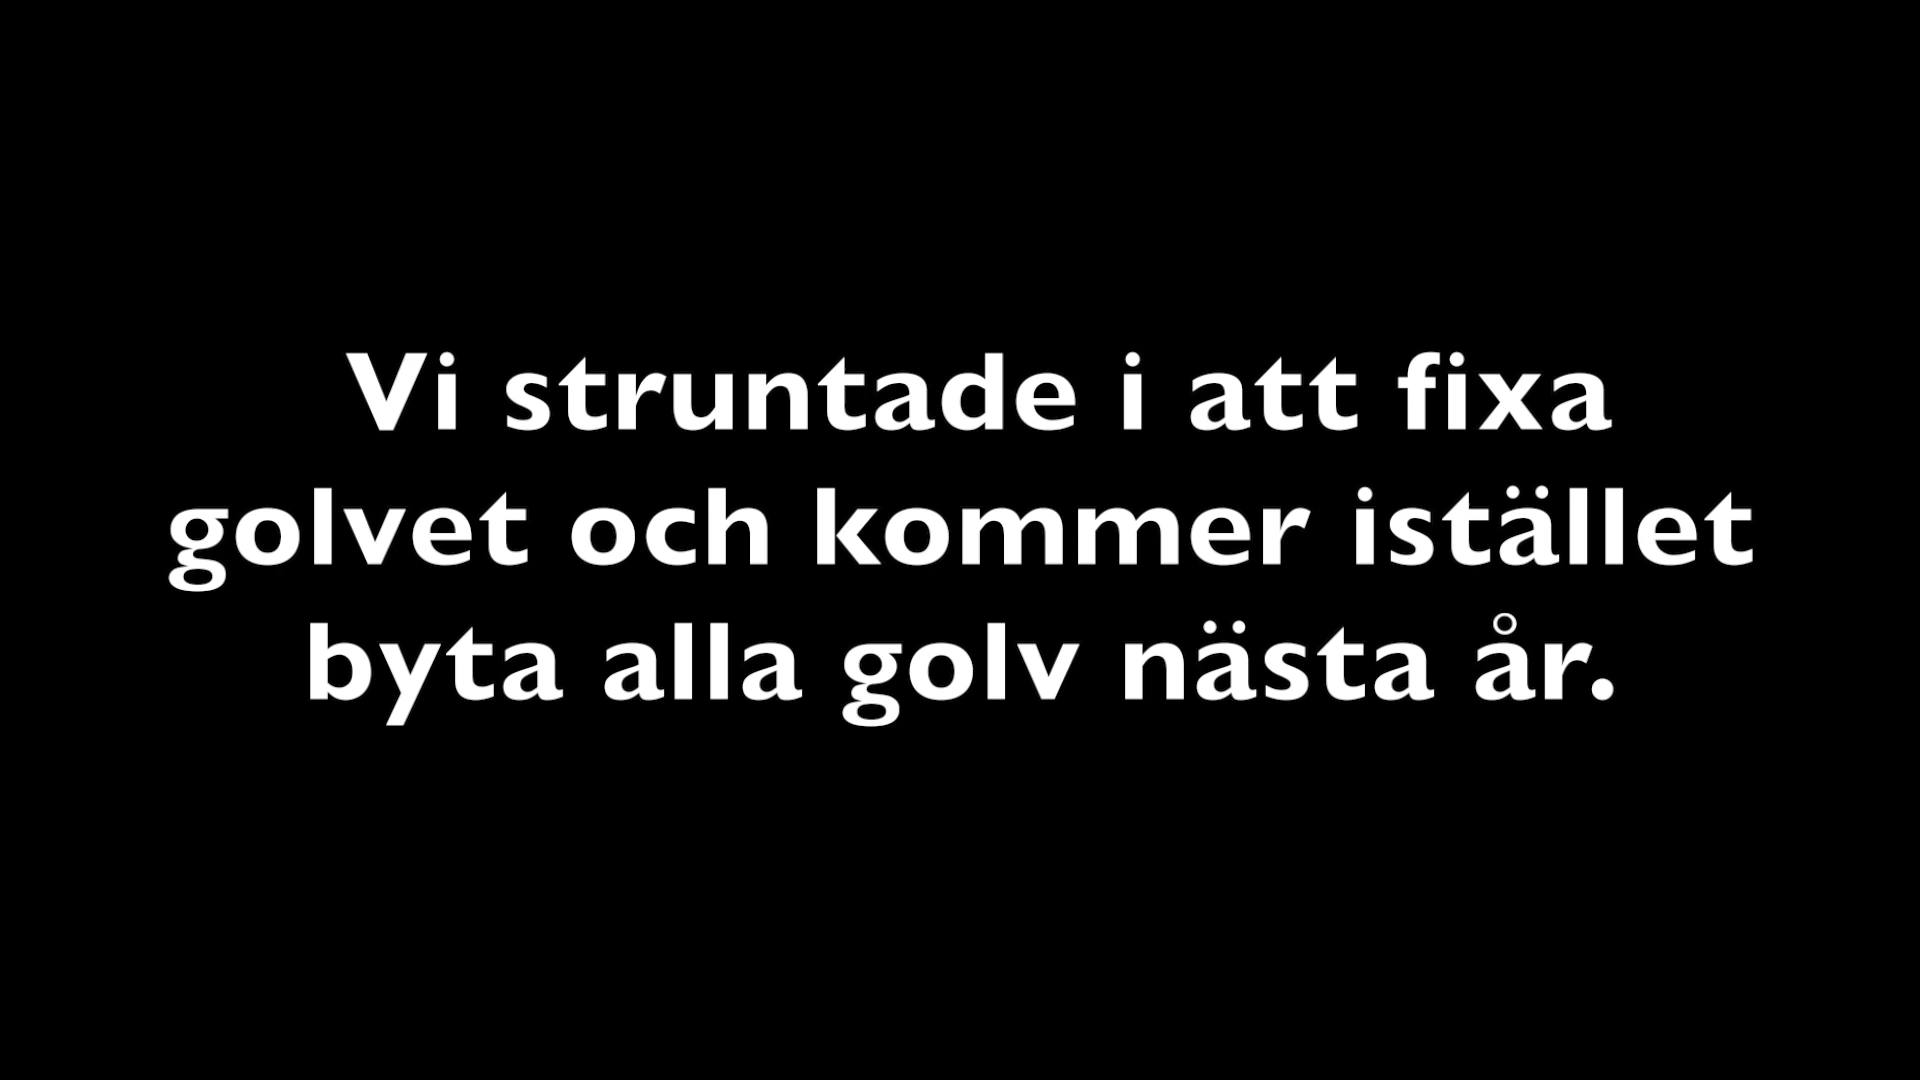 Vi struntade i att fixa
golvet och kommer istället
byta alla golv nästa år.